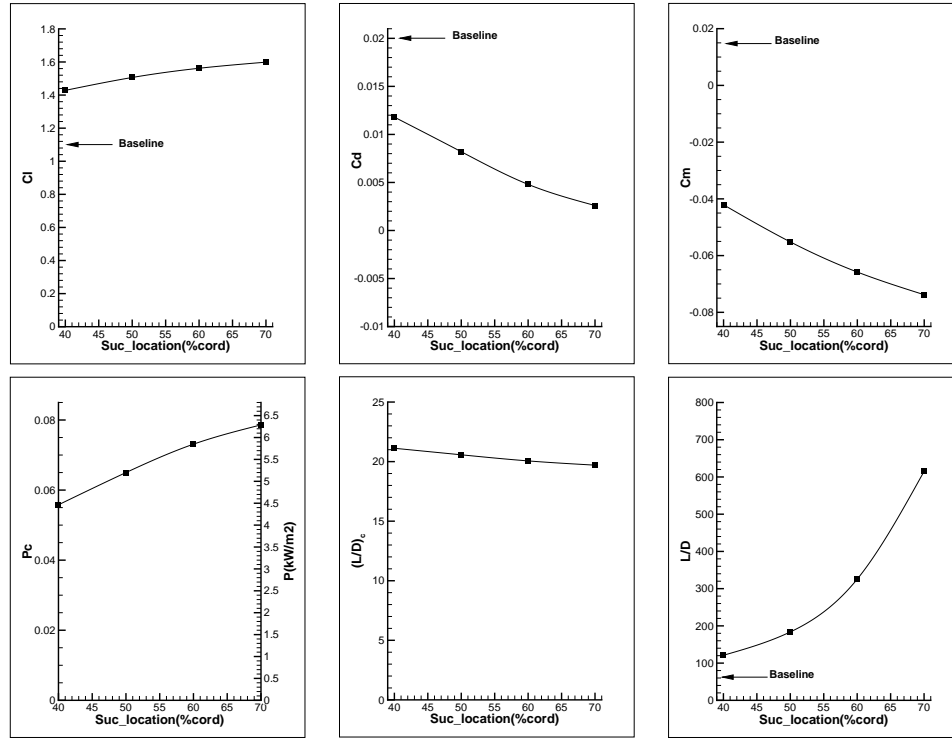 1.8
1.6
1.4
1.2
1
0.8
0.6
0.4
0.2
0
Cl
Baseline
40 45 50 55 60 65 70
Suc_location(%cord)
0.02
0.015
0.01
0.005
0
-0.005
-0.01
Cd
Baseline
40 45 50 55 60 65 70
Suc_location(%cord)
0.02
0
-0.02
-0.04
-0.06
-0.08
Cm
Baseline
40 45 50 55 60 65 70
Suc_location(%cord)
0.08
0.06
0.04
0.02
0
Pc
6.5
6
5.5
5
4.5
4
3.5
3
2.5
2
1.5
1
0.5
0
P(kW/m2)
40 45 50 55 60 65 70
Suc_location(%cord)
25
20
15
10
5
0
(L/D)c
40 45 50 55 60 65 70
Suc_location(%cord)
800
700
600
500
400
300
200
100
0
L/D
Baseline
40 45 50 55 60 65 70
Suc_location(%cord)